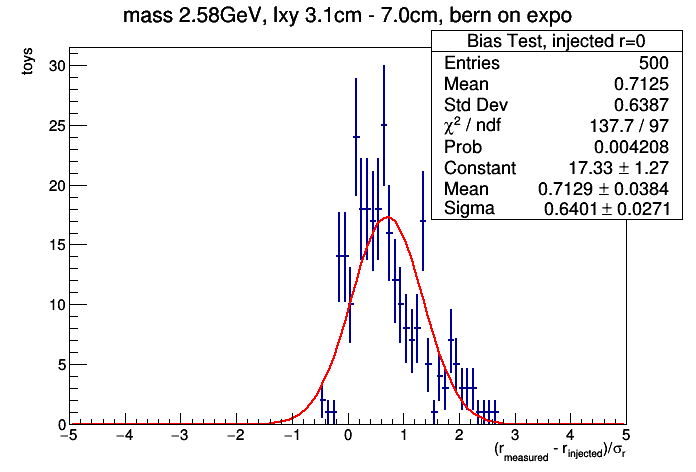 mass 2.58GeV, lxy 3.1cm - 7.0cm, bern on expo
Bias Test, injected r=0
Entries 500
Mean 0.7125
Std Dev 0.6387
χ² / ndf 137.7 / 97
Prob 0.004208
Constant 17.33 ± 1.27
Mean 0.7129 ± 0.0384
Sigma 0.6401 ± 0.0271
toys
30
25
20
15
10
5
0
−5 −4 −3 −2 −1 0 1 2 3 4 5
(r_measured - r_injected)/σ_r